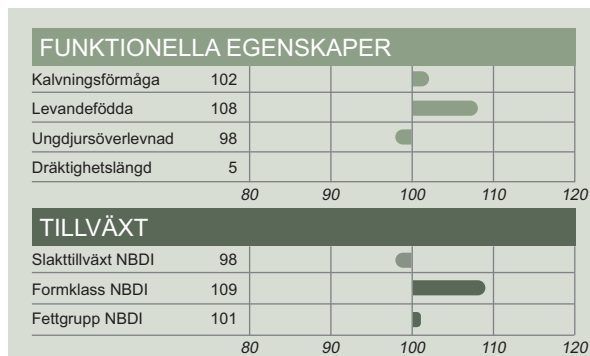 FUNKTIONELLA EGENSKAPER
Kalvningsförmåga 102
Levandefödda 108
Ungdjursöverlevnad 98
Dräktighetslängd 5
80 90 100 110 120
TILLVÄXT
Slakttillväxt NBDI 98
Formklass NBDI 109
Fettgrupp NBDI 101
80 90 100 110 120